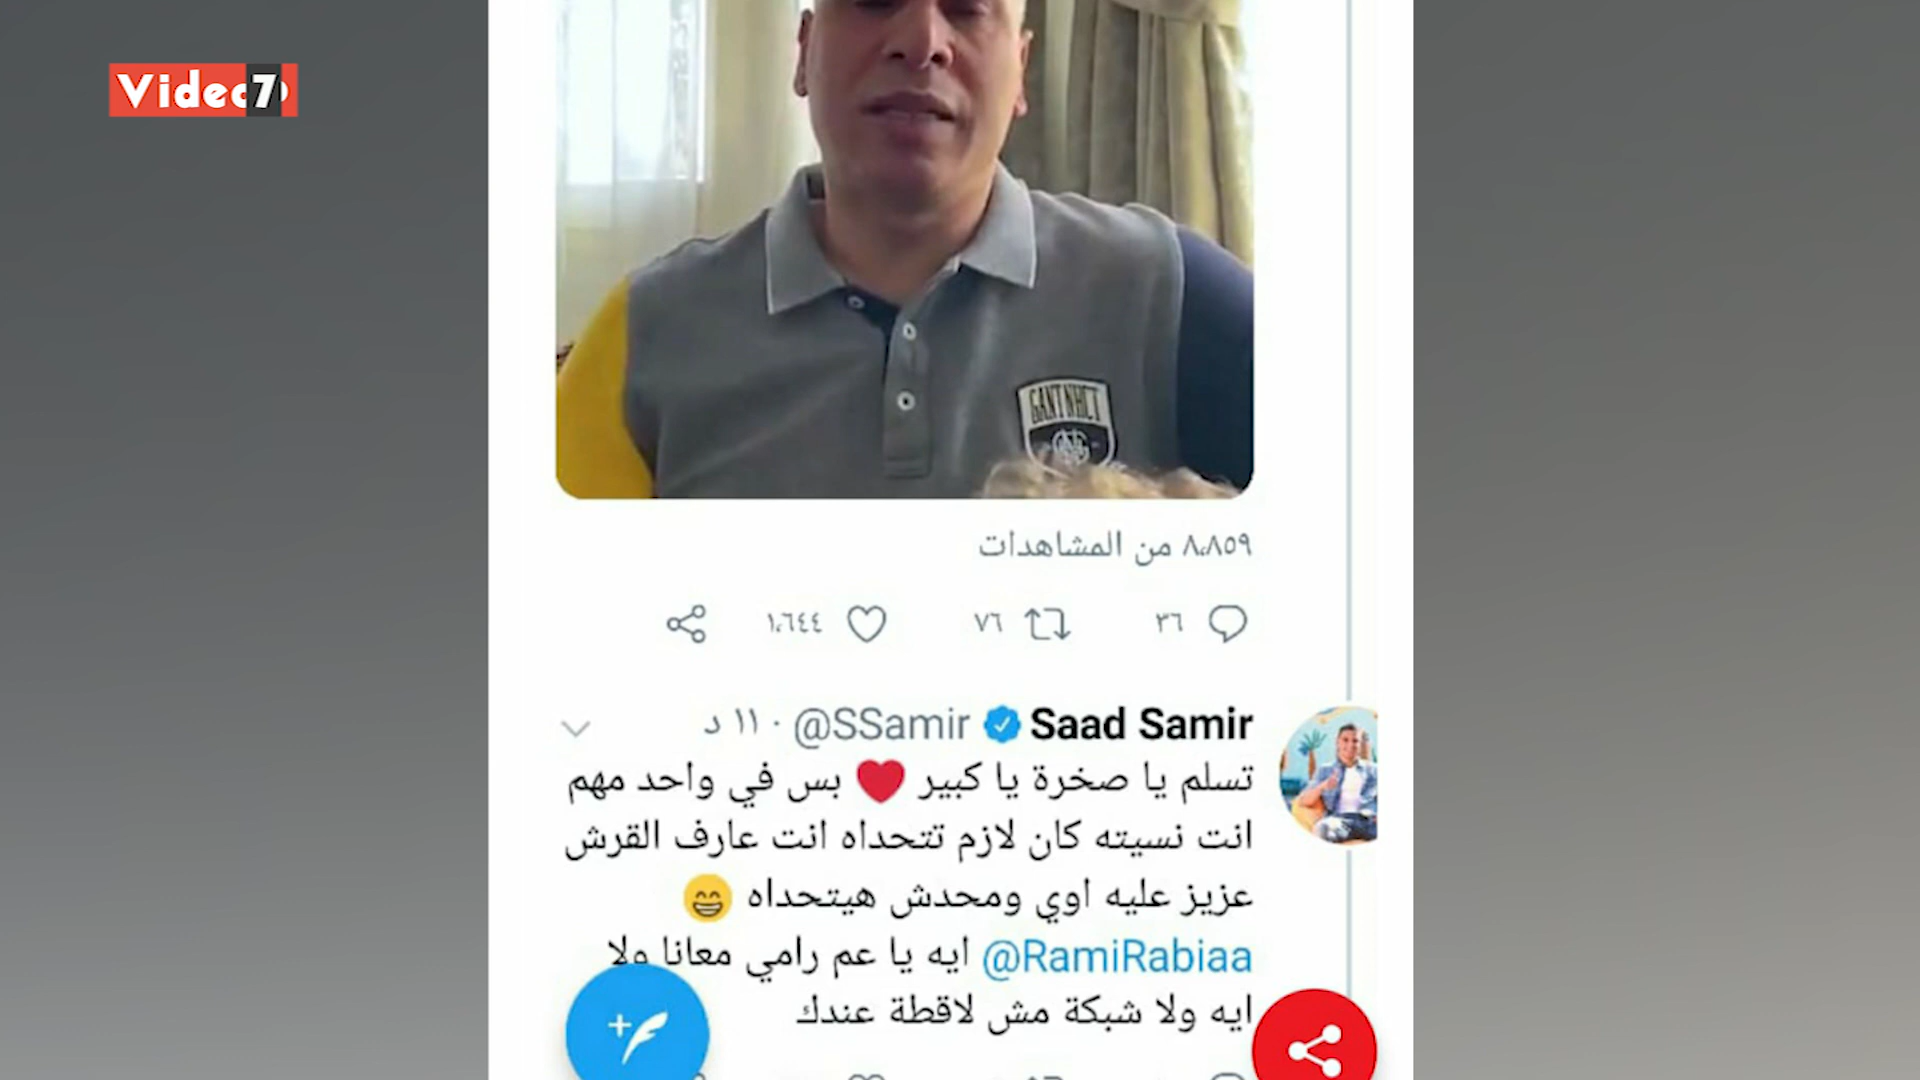 Video7
GANTNHCT
٨،٨٥٩ من المشاهدات
٣٦ ٧٦ ١،٦٤٤
Saad Samir @SSamir · ١١ د
تسلم يا صخرة يا كبير ❤️ بس في واحد مهم
انت نسيته كان لازم تتحداه انت عارف القرش
عزيز عليه اوي ومحدش هيتحداه 😁
@RamiRabiaa ايه يا عم رامي معانا ولا
ايه ولا شبكة مش لاقطة عندك